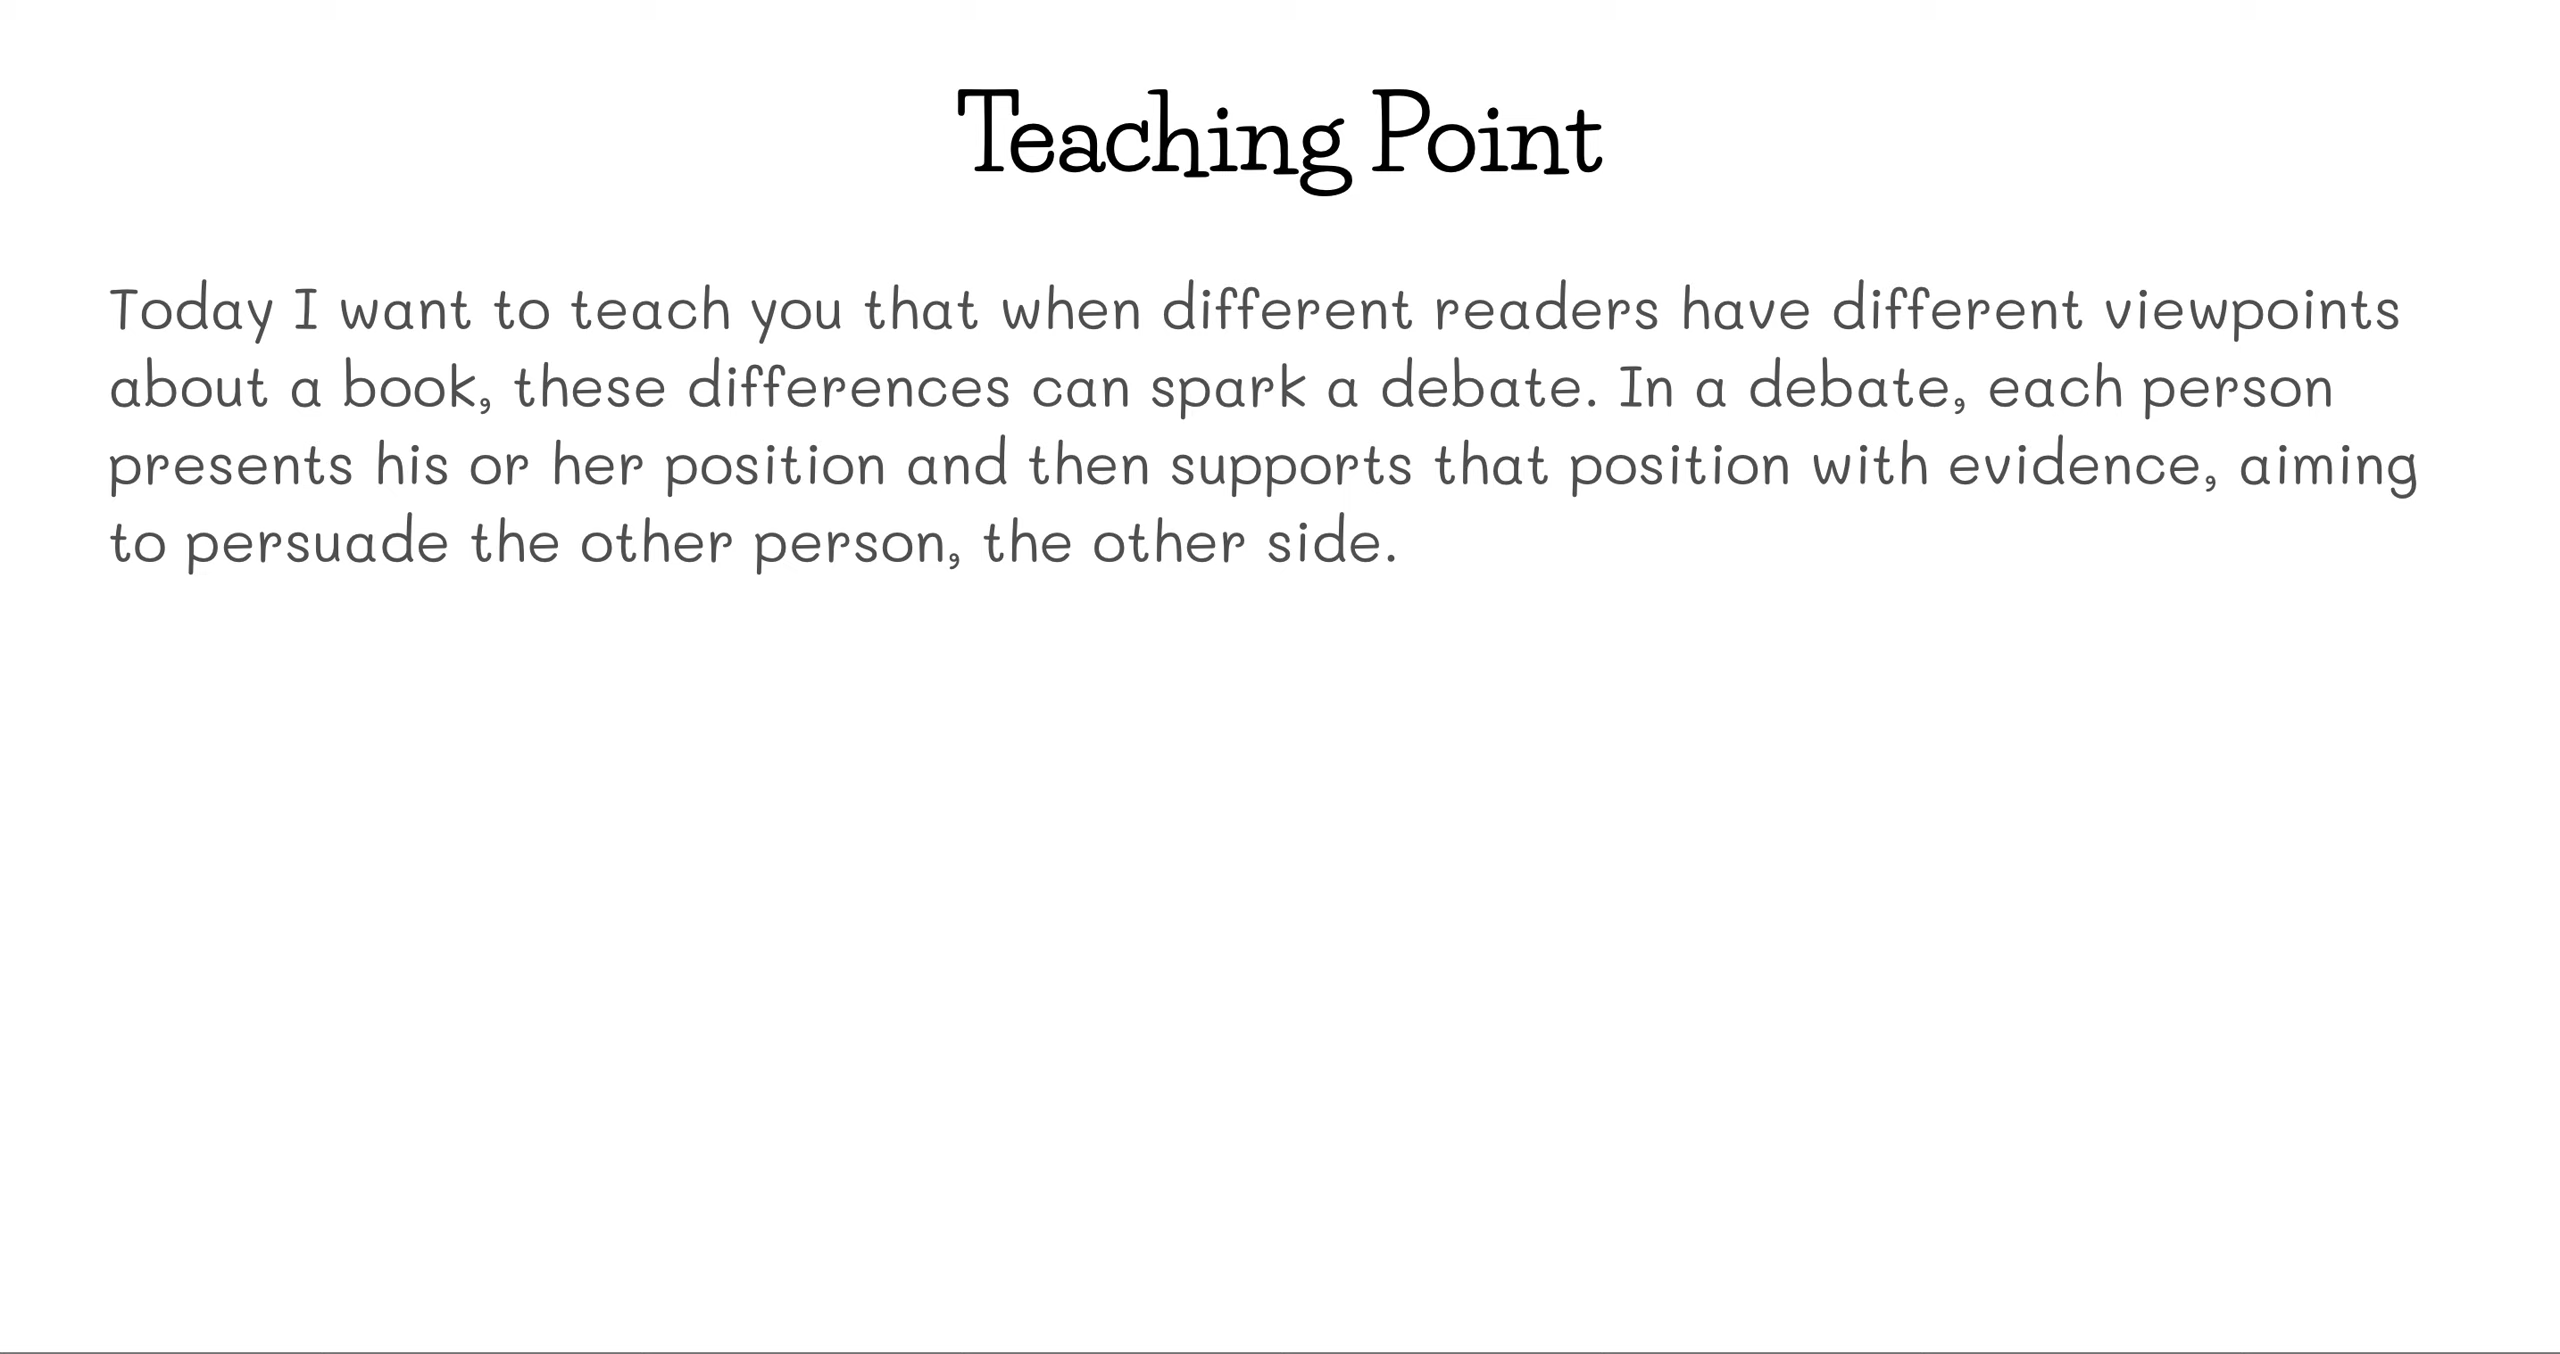 Teaching Point
Today I want to teach you that when different readers have different viewpoints
about a book, these differences can spark a debate. In a debate, each person
presents his or her position and then supports that position with evidence, aiming
to persuade the other person, the other side.